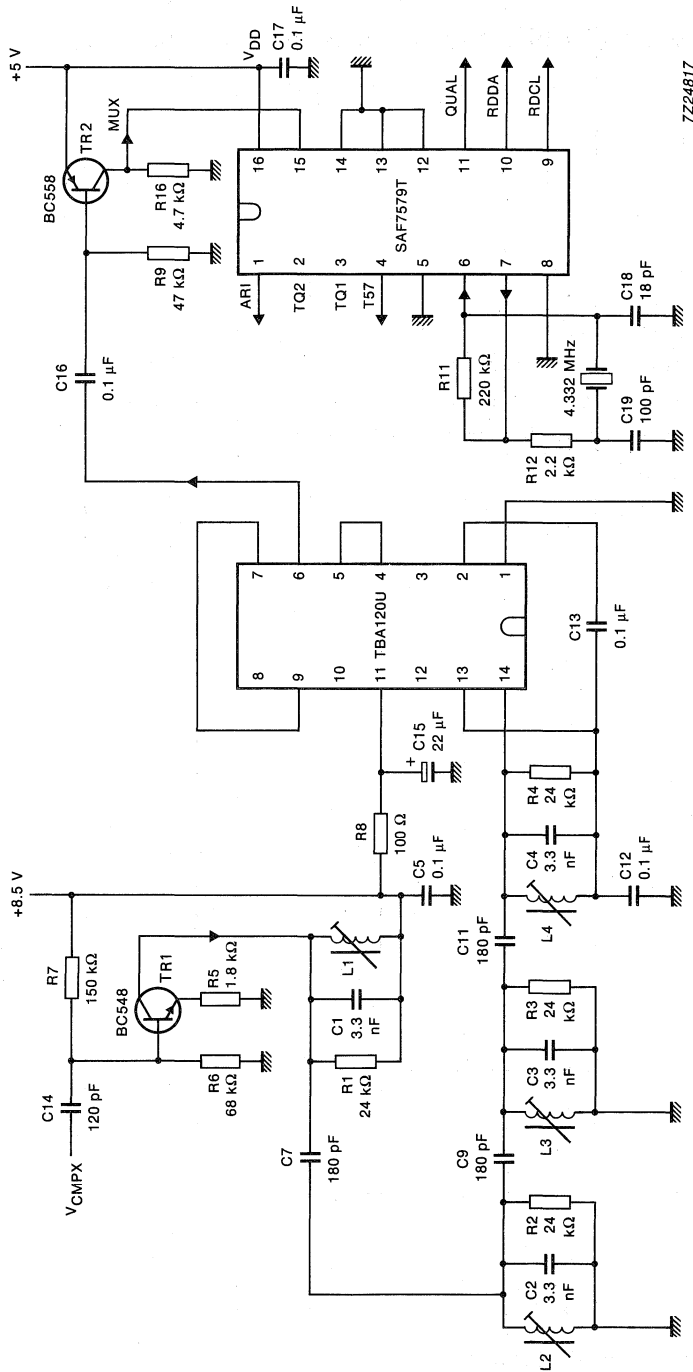 VCMPX
C14
120 pF
R7
150 kΩ
+8.5 V
BC548
TR1
R6
68 kΩ
R5
1.8 kΩ
C7
180 pF
R1
24 kΩ
C1
3.3
nF
L1
C5
0.1 µF
R8
100 Ω
C15
22 µF
+
L2
C2
3.3
nF
R2
24
kΩ
C9
180 pF
L3
C3
3.3
nF
R3
24
kΩ
C11
180 pF
L4
C4
3.3
nF
R4
24
kΩ
C12
0.1 µF
C13
0.1 µF
TBA120U
8
9
10
11
12
13
14
7
6
5
4
3
2
1
C16
0.1 µF
BC558
TR2
+5 V
R9
47 kΩ
R16
4.7 kΩ
MUX
VDD
C17
0.1 µF
SAF7579T
ARI
TQ2
TQ1
T57
1
2
3
4
5
6
7
8
16
15
14
13
12
11
10
9
QUAL
RDDA
RDCL
R11
220 kΩ
R12
2.2
kΩ
4.332 MHz
C19
100 pF
C18
18 pF
7Z24817